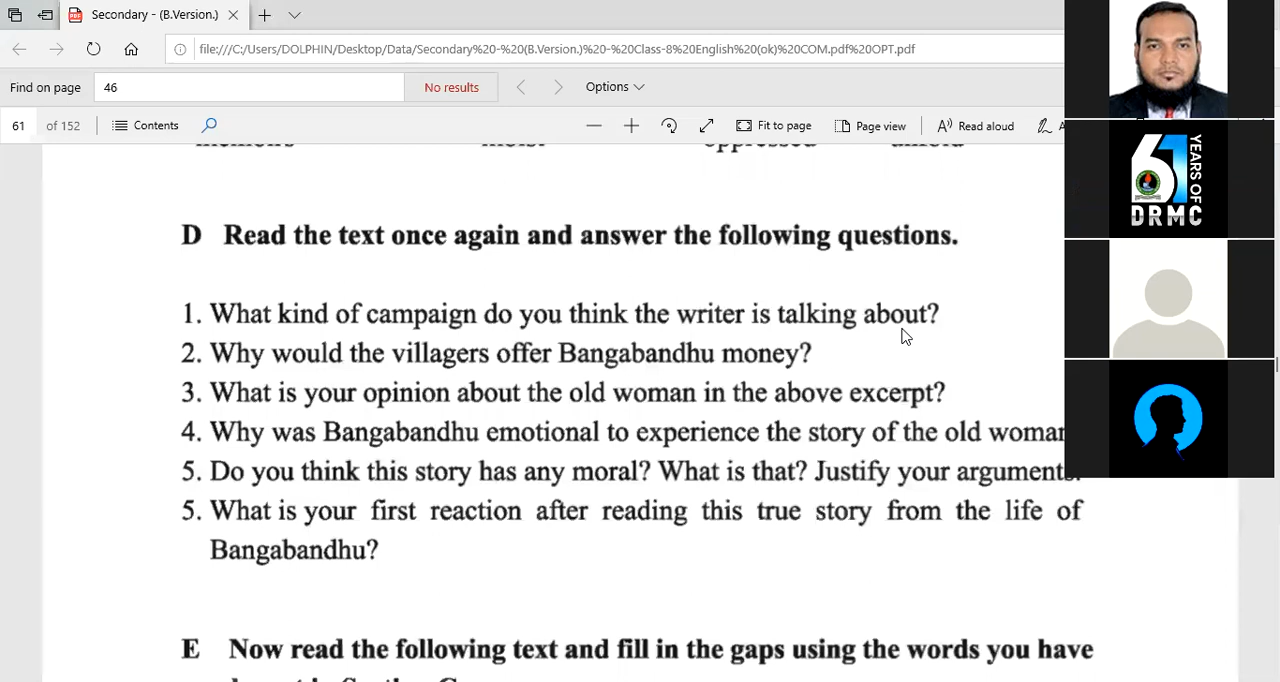 Secondary - (B.Version.)
file:///C:/Users/DOLPHIN/Desktop/Data/Secondary%20-%20(B.Version.)%20-%20Class-8%20English%20(ok)%20COM.pdf%20OPT.pdf
Find on page 46 No results Options
61 of 152 Contents Fit to page Page view Read aloud
memoirs moist oppressed unfold
D Read the text once again and answer the following questions.
1. What kind of campaign do you think the writer is talking about?
2. Why would the villagers offer Bangabandhu money?
3. What is your opinion about the old woman in the above excerpt?
4. Why was Bangabandhu emotional to experience the story of the old woman
5. Do you think this story has any moral? What is that? Justify your arguments.
5. What is your first reaction after reading this true story from the life of
Bangabandhu?
E Now read the following text and fill in the gaps using the words you have
61 YEARS OF
DRMC